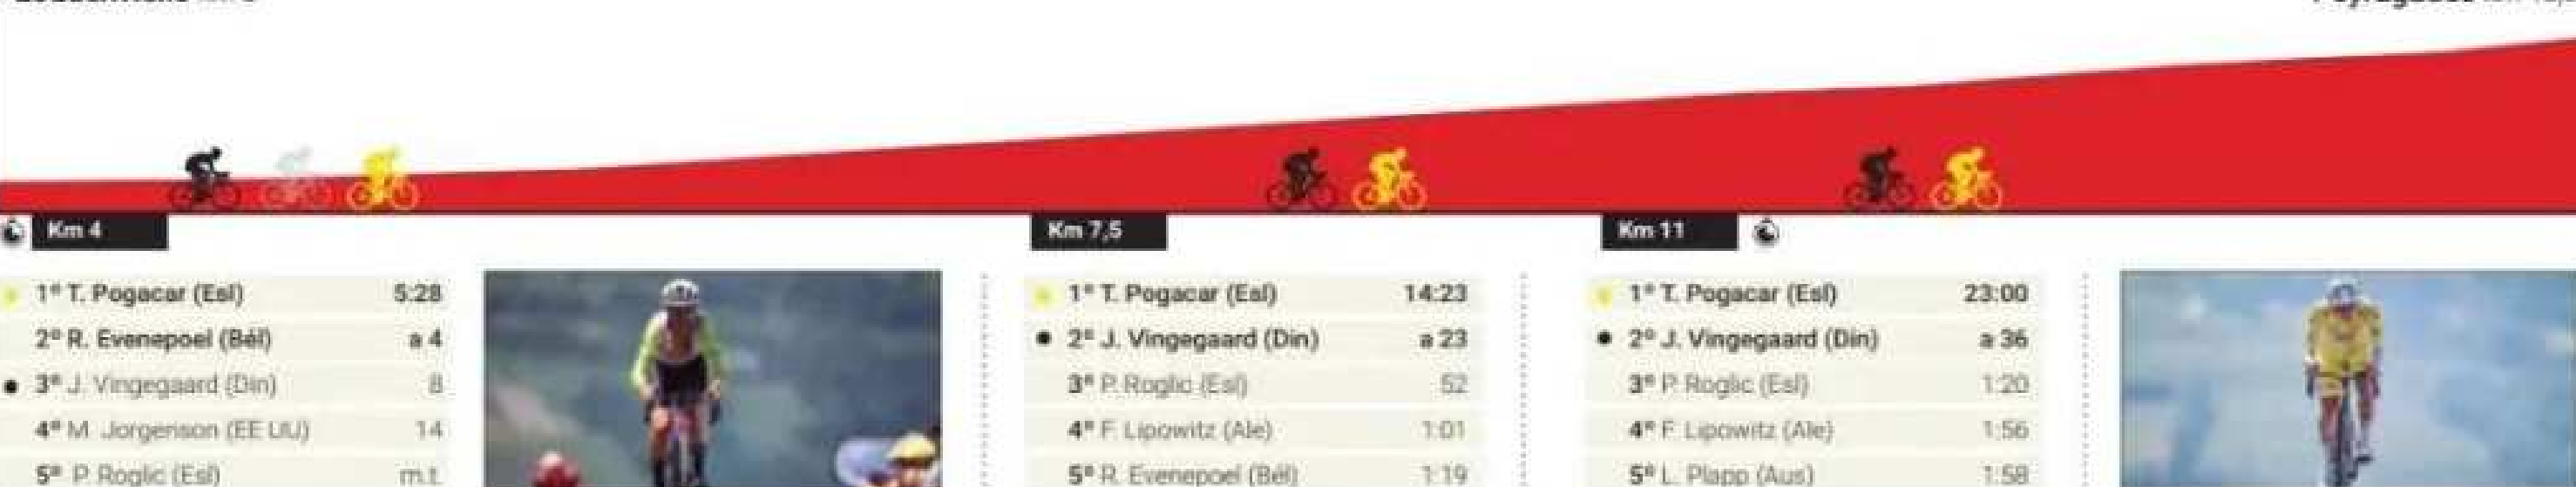 Km 4
1º T. Pogacar (Esl) 5:28
2º R. Evenepoel (Bél) a 4
3º J. Vingegaard (Din) 8
4º M. Jorgenson (EE UU) 14
5º P. Roglic (Esl) m.t.
Km 7,5
1º T. Pogacar (Esl) 14:23
2º J. Vingegaard (Din) a 23
3º P. Roglic (Esl) 52
4º F. Lipowitz (Ale) 1:01
5º R. Evenepoel (Bél) 1:19
Km 11
1º T. Pogacar (Esl) 23:00
2º J. Vingegaard (Din) a 36
3º P. Roglic (Esl) 1:20
4º F. Lipowitz (Ale) 1:56
5º L. Plapp (Aus) 1:58